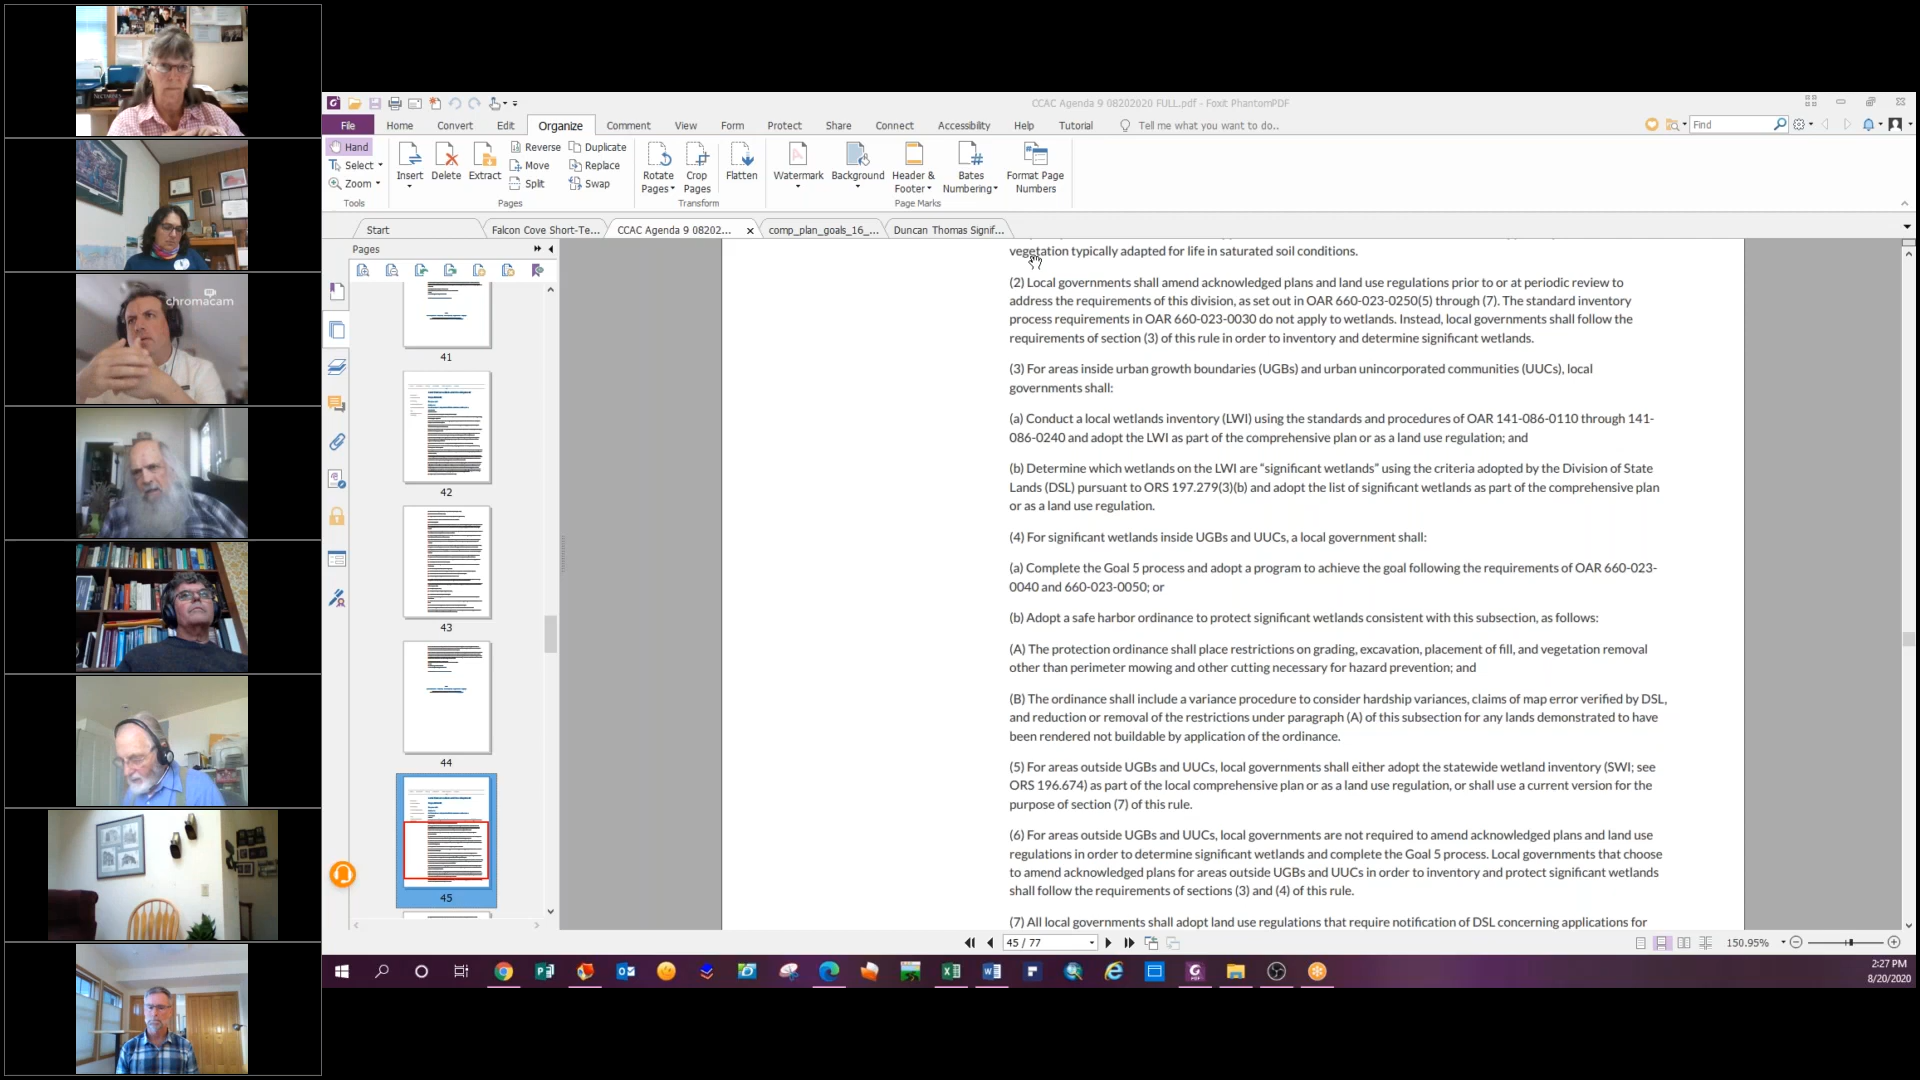 chromacam
CCAC Agenda 9 08202020 FULL.pdf - Foxit PhantomPDF
File Home Convert Edit Organize Comment View Form Protect Share Connect Accessibility Help Tutorial Tell me what you want to do.. Find
Hand
Select
Zoom
Tools
Insert Delete Extract
Reverse Duplicate
Move Replace
Split Swap
Pages
Rotate Pages
Crop Pages
Flatten
Transform
Watermark
Background
Header & Footer
Bates Numbering
Format Page Numbers
Page Marks
Start Falcon Cove Short-Te... CCAC Agenda 9 08202... comp_plan_goals_16_... Duncan Thomas Signif...
Pages
41
42
43
44
45
vegetation typically adapted for life in saturated soil conditions.
(2) Local governments shall amend acknowledged plans and land use regulations prior to or at periodic review to
address the requirements of this division, as set out in OAR 660-023-0250(5) through (7). The standard inventory
process requirements in OAR 660-023-0030 do not apply to wetlands. Instead, local governments shall follow the
requirements of section (3) of this rule in order to inventory and determine significant wetlands.
(3) For areas inside urban growth boundaries (UGBs) and urban unincorporated communities (UUCs), local
governments shall:
(a) Conduct a local wetlands inventory (LWI) using the standards and procedures of OAR 141-086-0110 through 141-
086-0240 and adopt the LWI as part of the comprehensive plan or as a land use regulation; and
(b) Determine which wetlands on the LWI are “significant wetlands” using the criteria adopted by the Division of State
Lands (DSL) pursuant to ORS 197.279(3)(b) and adopt the list of significant wetlands as part of the comprehensive plan
or as a land use regulation.
(4) For significant wetlands inside UGBs and UUCs, a local government shall:
(a) Complete the Goal 5 process and adopt a program to achieve the goal following the requirements of OAR 660-023-
0040 and 660-023-0050; or
(b) Adopt a safe harbor ordinance to protect significant wetlands consistent with this subsection, as follows:
(A) The protection ordinance shall place restrictions on grading, excavation, placement of fill, and vegetation removal
other than perimeter mowing and other cutting necessary for hazard prevention; and
(B) The ordinance shall include a variance procedure to consider hardship variances, claims of map error verified by DSL,
and reduction or removal of the restrictions under paragraph (A) of this subsection for any lands demonstrated to have
been rendered not buildable by application of the ordinance.
(5) For areas outside UGBs and UUCs, local governments shall either adopt the statewide wetland inventory (SWI; see
ORS 196.674) as part of the local comprehensive plan or as a land use regulation, or shall use a current version for the
purpose of section (7) of this rule.
(6) For areas outside UGBs and UUCs, local governments are not required to amend acknowledged plans and land use
regulations in order to determine significant wetlands and complete the Goal 5 process. Local governments that choose
to amend acknowledged plans for areas outside UGBs and UUCs in order to inventory and protect significant wetlands
shall follow the requirements of sections (3) and (4) of this rule.
(7) All local governments shall adopt land use regulations that require notification of DSL concerning applications for
45 / 77
150.95%
2:27 PM
8/20/2020